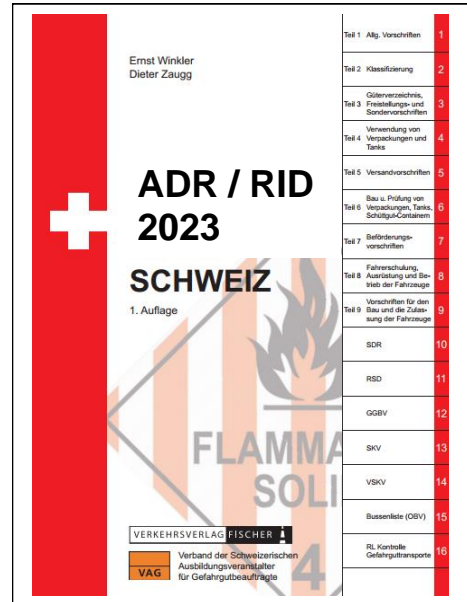 Ernst Winkler
Dieter Zaugg
ADR / RID
2023
SCHWEIZ
1. Auflage
FLAMMA
SOLI
4
VERKEHRSVERLAG FISCHER
VAG
Verband der Schweizerischen
Ausbildungsveranstalter
für Gefahrgutbeauftragte
Teil 1 Allg. Vorschriften 1
Teil 2 Klassifizierung 2
Güterverzeichnis,
Teil 3 Freistellungs- und 3
Sondervorschriften
Verwendung von
Teil 4 Verpackungen und 4
Tanks
Teil 5 Versandvorschriften 5
Bau u. Prüfung von
Teil 6 Verpackungen, Tanks, 6
Schüttgut-Containern
Teil 7 Beförderungs- 7
vorschriften
Fahrerschulung,
Teil 8 Ausrüstung und Be- 8
trieb der Fahrzeuge
Vorschriften für den
Teil 9 Bau und die Zulas- 9
sung der Fahrzeuge
SDR 10
RSD 11
GGBV 12
SKV 13
VSKV 14
Bussenliste (OBV) 15
RL Kontrolle 16
Gefahrguttransporte